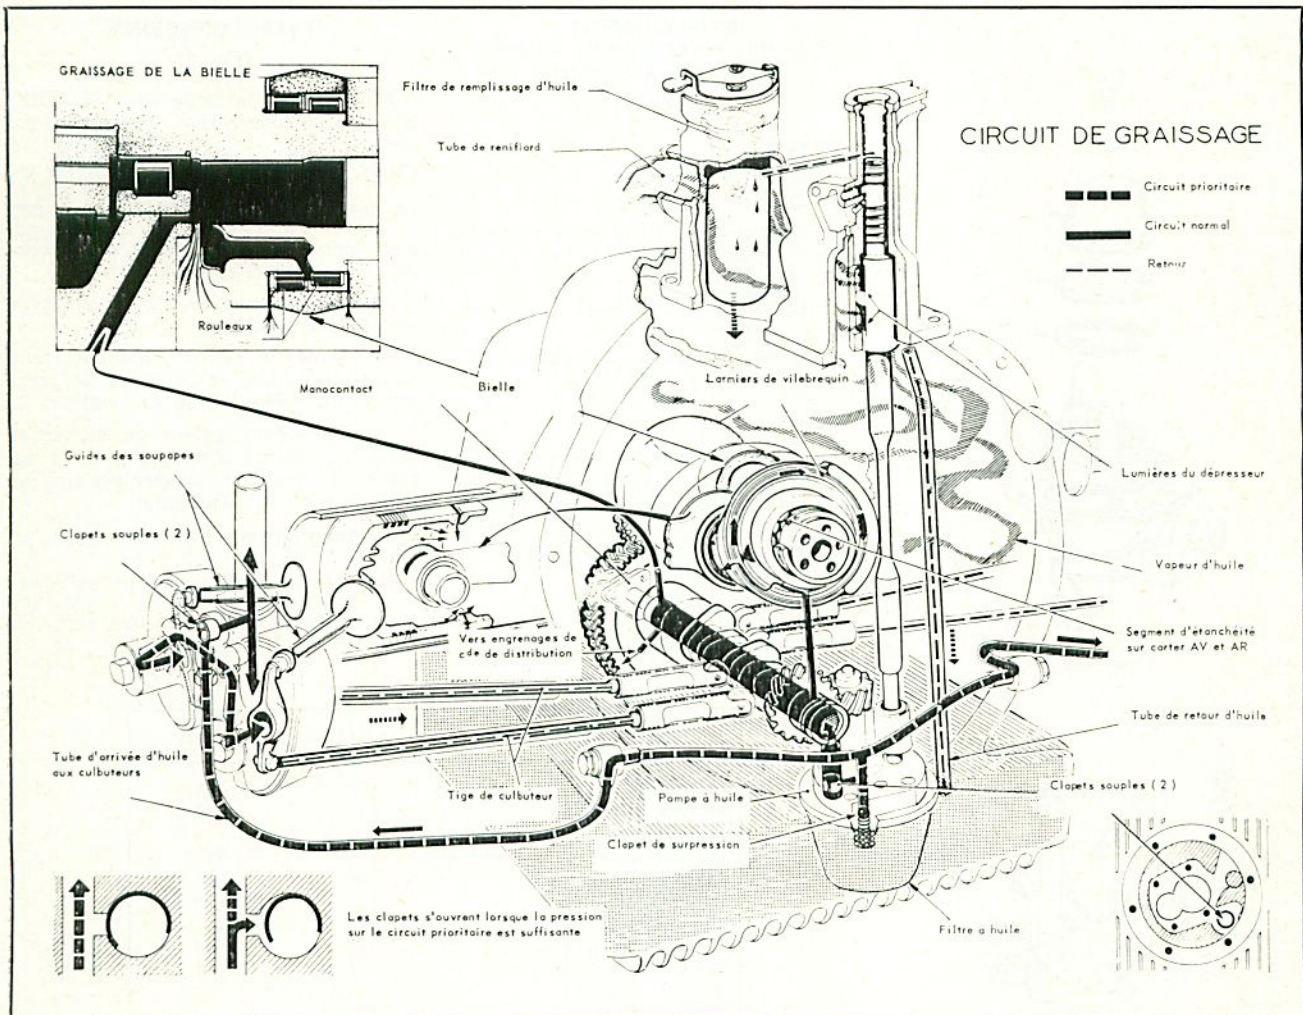 GRAISSAGE DE LA BIELLE
Rouleaux
Filtre de remplissage d'huile
Tube de reniflard
CIRCUIT DE GRAISSAGE
Circuit prioritaire
Circuit normal
Retour
Manocontact
Bielle
Larmiers de vilebrequin
Guides des soupapes
Clapets souples (2)
Lumières du dépresseur
Vapeur d'huile
Segment d'étanchéité
sur carter AV et AR
Vers engrenages de
cde de distribution
Tube de retour d'huile
Tube d'arrivée d'huile
aux culbuteurs
Tige de culbuteur
Pompe à huile
Clapets souples (2)
Clapet de surpression
Filtre a huile
Les clapets s'ouvrent lorsque la pression
sur le circuit prioritaire est suffisante